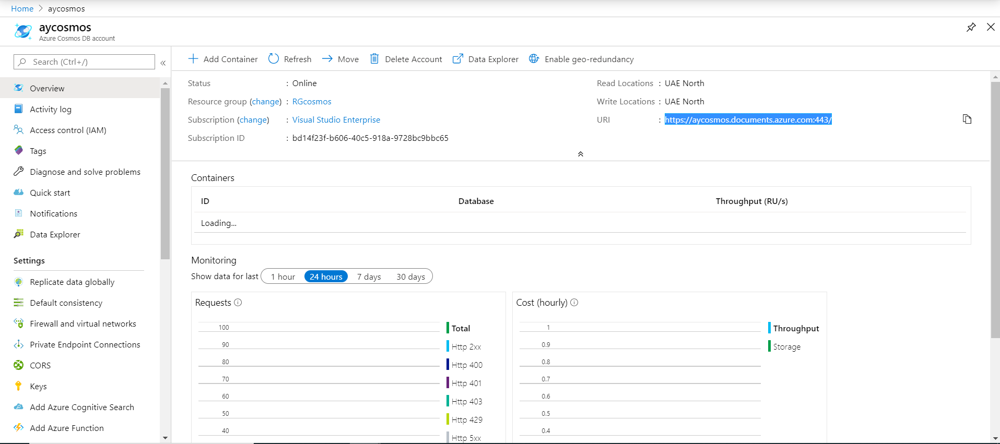 Home > aycosmos
aycosmos
Azure Cosmos DB account
Search (Ctrl+/)
«
Overview
Activity log
Access control (IAM)
Tags
Diagnose and solve problems
Quick start
Notifications
Data Explorer
Settings
Replicate data globally
Default consistency
Firewall and virtual networks
Private Endpoint Connections
CORS
Keys
Add Azure Cognitive Search
Add Azure Function
Add Container Refresh Move Delete Account Data Explorer Enable geo-redundancy
Status : Online
Resource group (change) : RGcosmos
Subscription (change) : Visual Studio Enterprise
Subscription ID : bd14f23f-b606-40c5-918a-9728bc9bbc65
Read Locations : UAE North
Write Locations : UAE North
URI : https://aycosmos.documents.azure.com:443/
Containers
ID Database Throughput (RU/s)
Loading...
Monitoring
Show data for last 1 hour 24 hours 7 days 30 days
Requests
100
90
80
70
60
50
40
Total
Http 2xx
Http 400
Http 401
Http 403
Http 429
Http 5xx
Cost (hourly)
1
0.9
0.8
0.7
0.6
0.5
0.4
Throughput
Storage